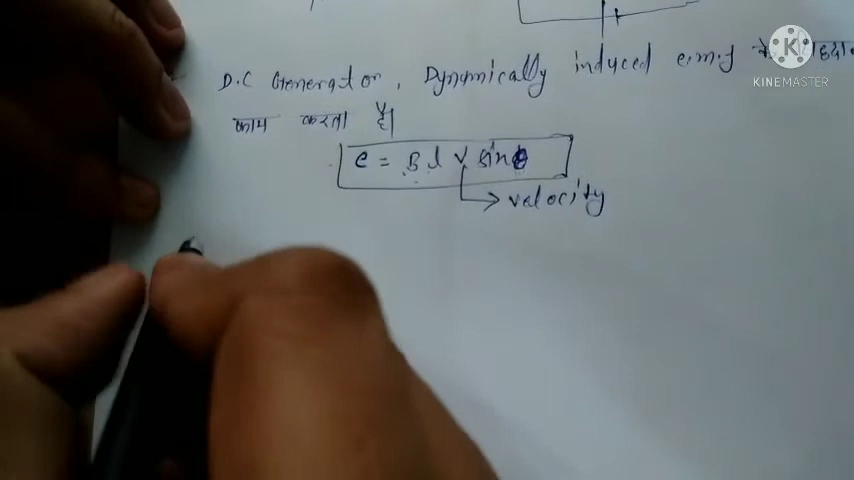 D.C Generator, Dynamically induced e.m.f के
काय करता है।
e = B l v sinθ
→ velocity
KINEMASTER